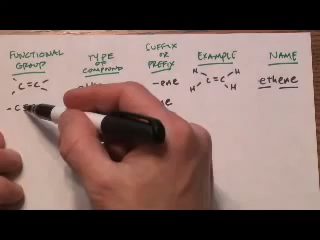 FUNCTIONAL GROUP
TYPE OF COMPOUND
SUFFIX OR PREFIX
EXAMPLE
NAME
C=C
-ene
H H
C=C
H H
ethene
-C